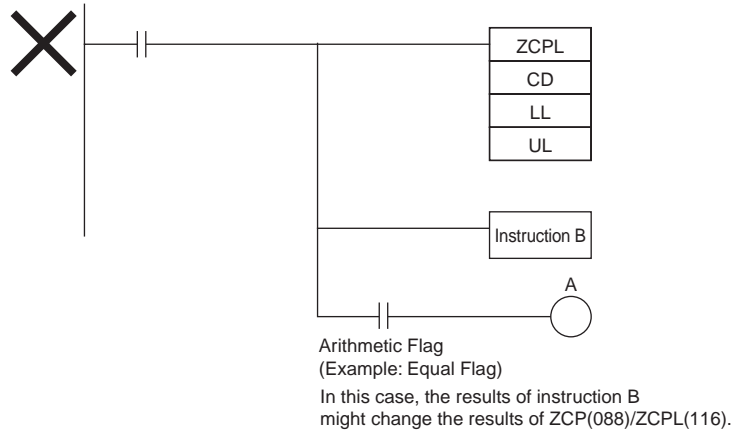 ZCPL
CD
LL
UL
Instruction B
A
Arithmetic Flag
(Example: Equal Flag)
In this case, the results of instruction B
might change the results of ZCP(088)/ZCPL(116).